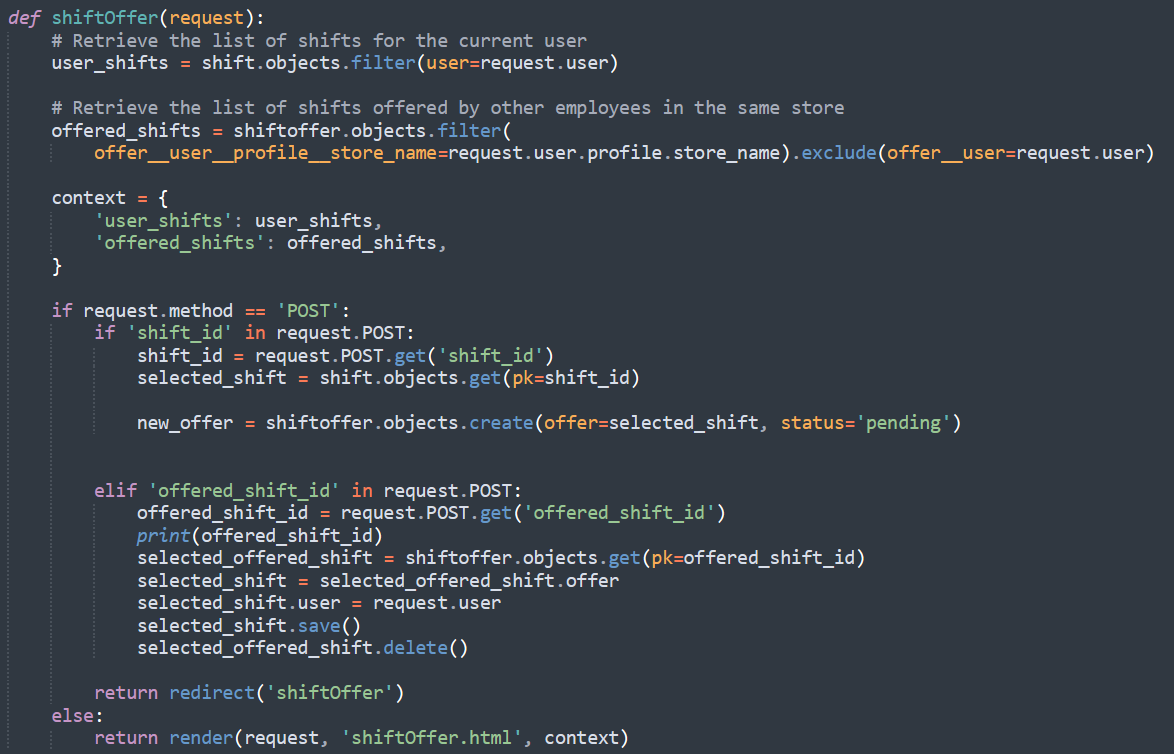 def shiftOffer(request):
    # Retrieve the list of shifts for the current user
    user_shifts = shift.objects.filter(user=request.user)
    # Retrieve the list of shifts offered by other employees in the same store
    offered_shifts = shiftoffer.objects.filter(
        offer__user__profile__store_name=request.user.profile.store_name).exclude(offer__user=request.user)
    context = {
        'user_shifts': user_shifts,
        'offered_shifts': offered_shifts,
    }
    if request.method == 'POST':
        if 'shift_id' in request.POST:
            shift_id = request.POST.get('shift_id')
            selected_shift = shift.objects.get(pk=shift_id)
            new_offer = shiftoffer.objects.create(offer=selected_shift, status='pending')
        elif 'offered_shift_id' in request.POST:
            offered_shift_id = request.POST.get('offered_shift_id')
            print(offered_shift_id)
            selected_offered_shift = shiftoffer.objects.get(pk=offered_shift_id)
            selected_shift = selected_offered_shift.offer
            selected_shift.user = request.user
            selected_shift.save()
            selected_offered_shift.delete()
        return redirect('shiftOffer')
    else:
        return render(request, 'shiftOffer.html', context)